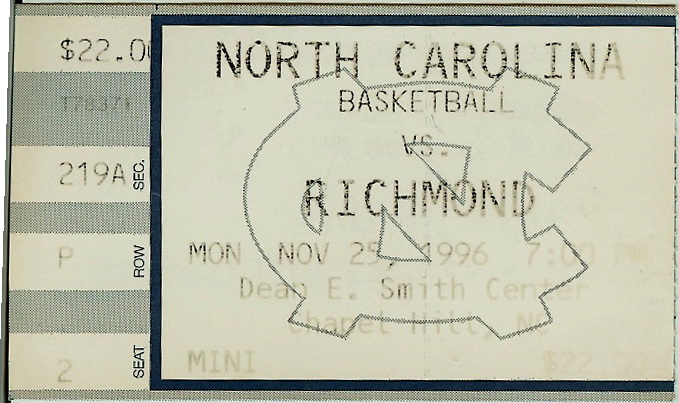 $22.00
T78371
219A SEC.
P ROW
2 SEAT
NORTH CAROLINA
BASKETBALL
VS.
RICHMOND
MON NOV 25, 1996 7:00 PM
Dean E. Smith Center
Chapel Hill, NC
MINI